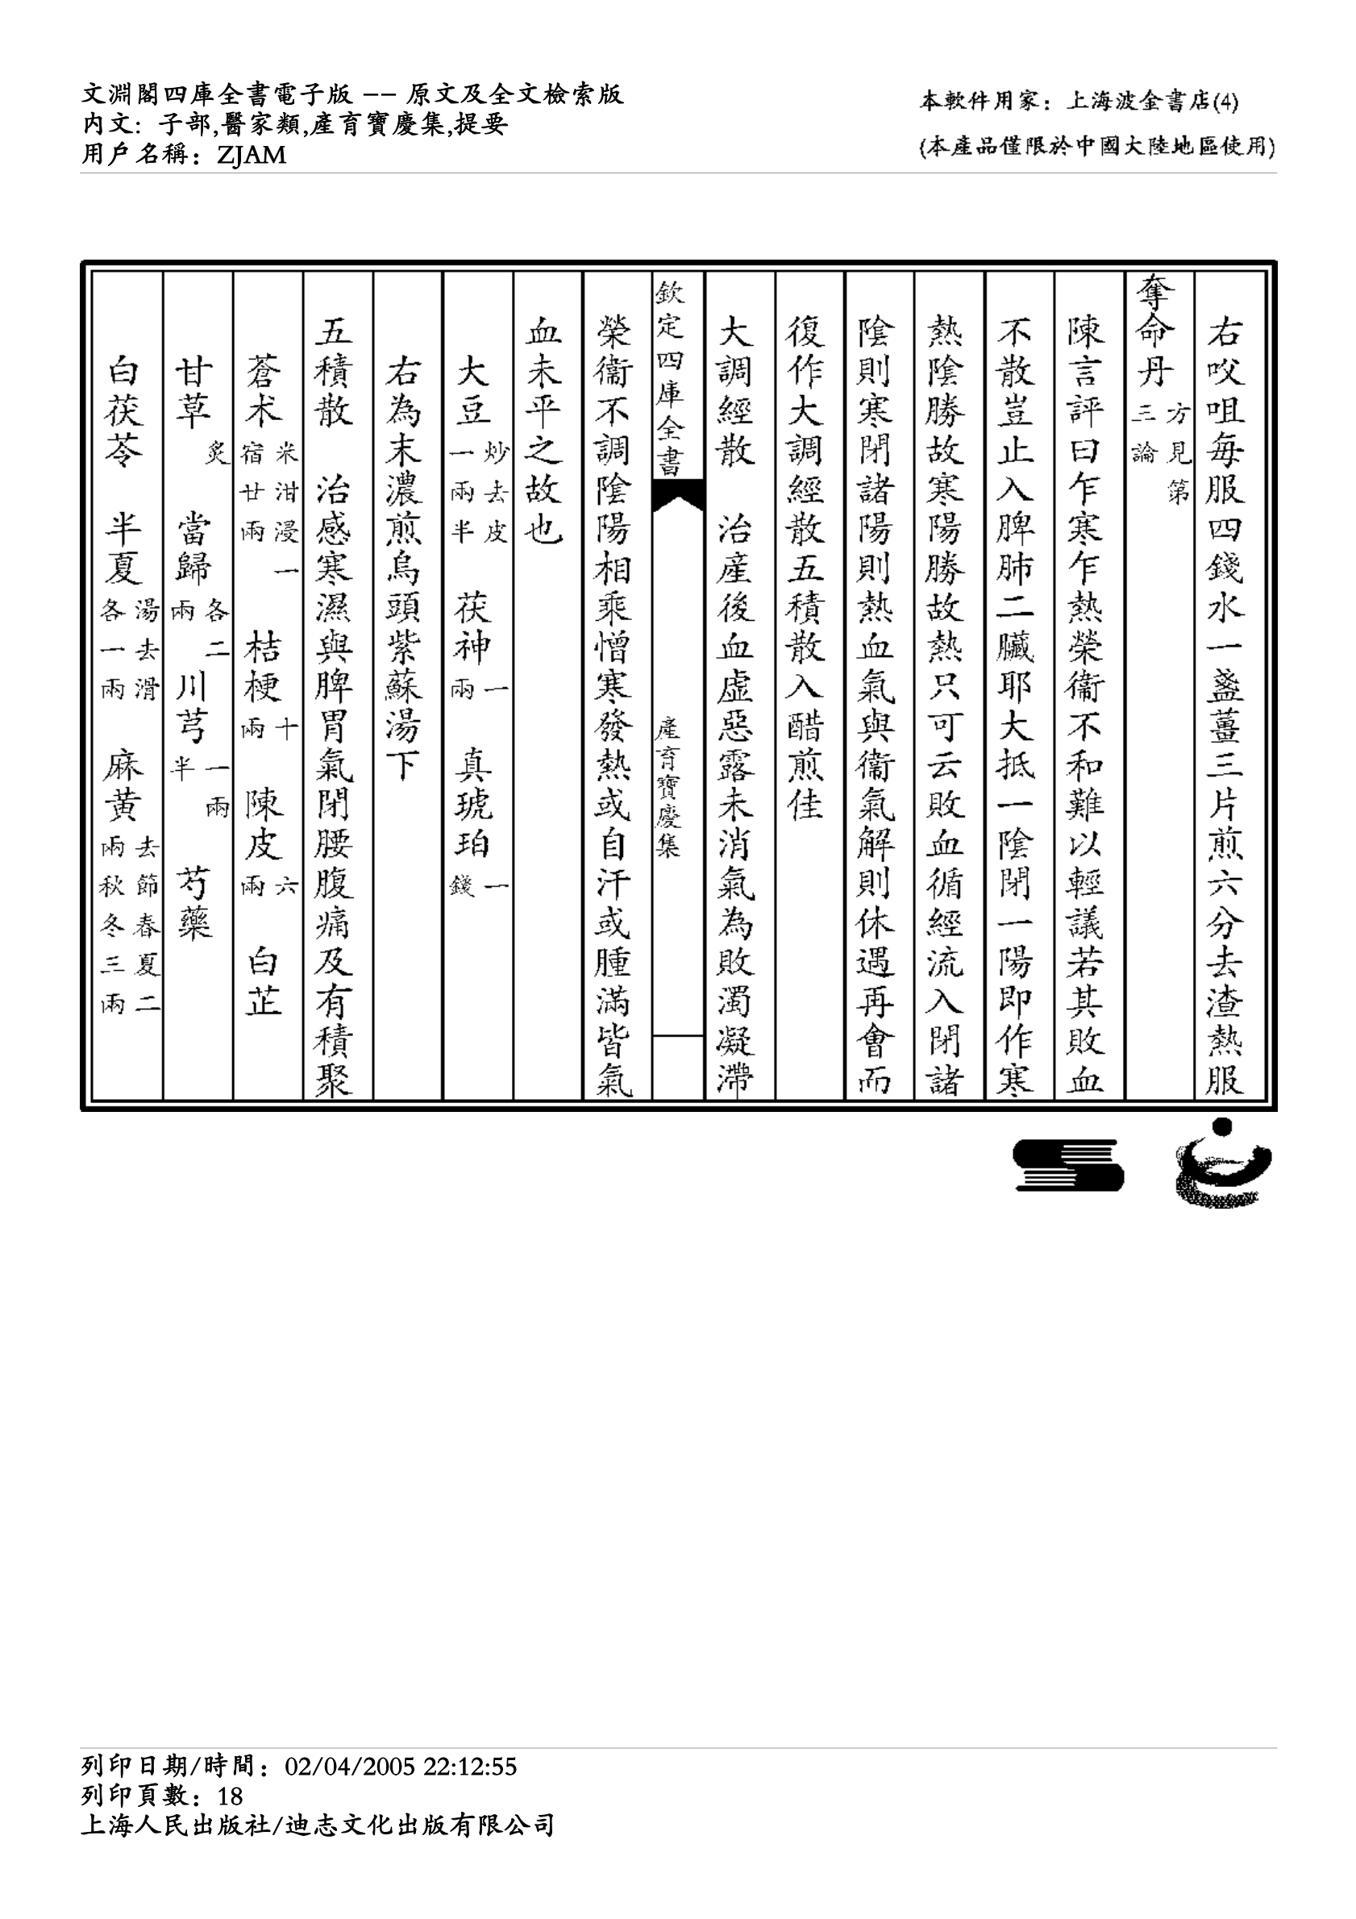 文淵閣四庫全書電子版 -- 原文及全文檢索版
內文: 子部,醫家類,產育寶慶集,提要
用戶名稱: ZJAM
本軟件用家: 上海波金書店(4)
(本產品僅限於中國大陸地區使用)
右㕮咀每服四錢水一盞薑三片煎六分去渣熱服
奪命丹方見第三論
陳言評曰乍寒乍熱榮衞不和難以輕議若其敗血
不散豈止入脾肺二臟耶大抵一陰閉一陽即作寒
熱陰勝故寒陽勝故熱只可云敗血循經流入閉諸
陰則寒閉諸陽則熱血氣與衞氣解則休遇再會而
復作大調經散五積散入醋煎佳
大調經散 治產後血虛惡露未消氣為敗濁凝滯
欽定四庫全書
產育寶慶集
榮衞不調陰陽相乘憎寒發熱或自汗或腫滿皆氣
血未平之故也
大豆炒去皮一兩半 茯神一兩 真琥珀一錢
右為末濃煎烏頭紫蘇湯下
五積散 治感寒濕與脾胃氣閉腰腹痛及有積聚
蒼术米泔浸一宿廿兩 桔梗十兩 陳皮六兩 白芷
甘草炙 當歸各二兩 川芎一兩半 芍藥
白茯苓 半夏湯去滑各一兩 麻黄去節春夏二兩秋冬三兩
列印日期/時間: 02/04/2005 22:12:55
列印頁數: 18
上海人民出版社/迪志文化出版有限公司